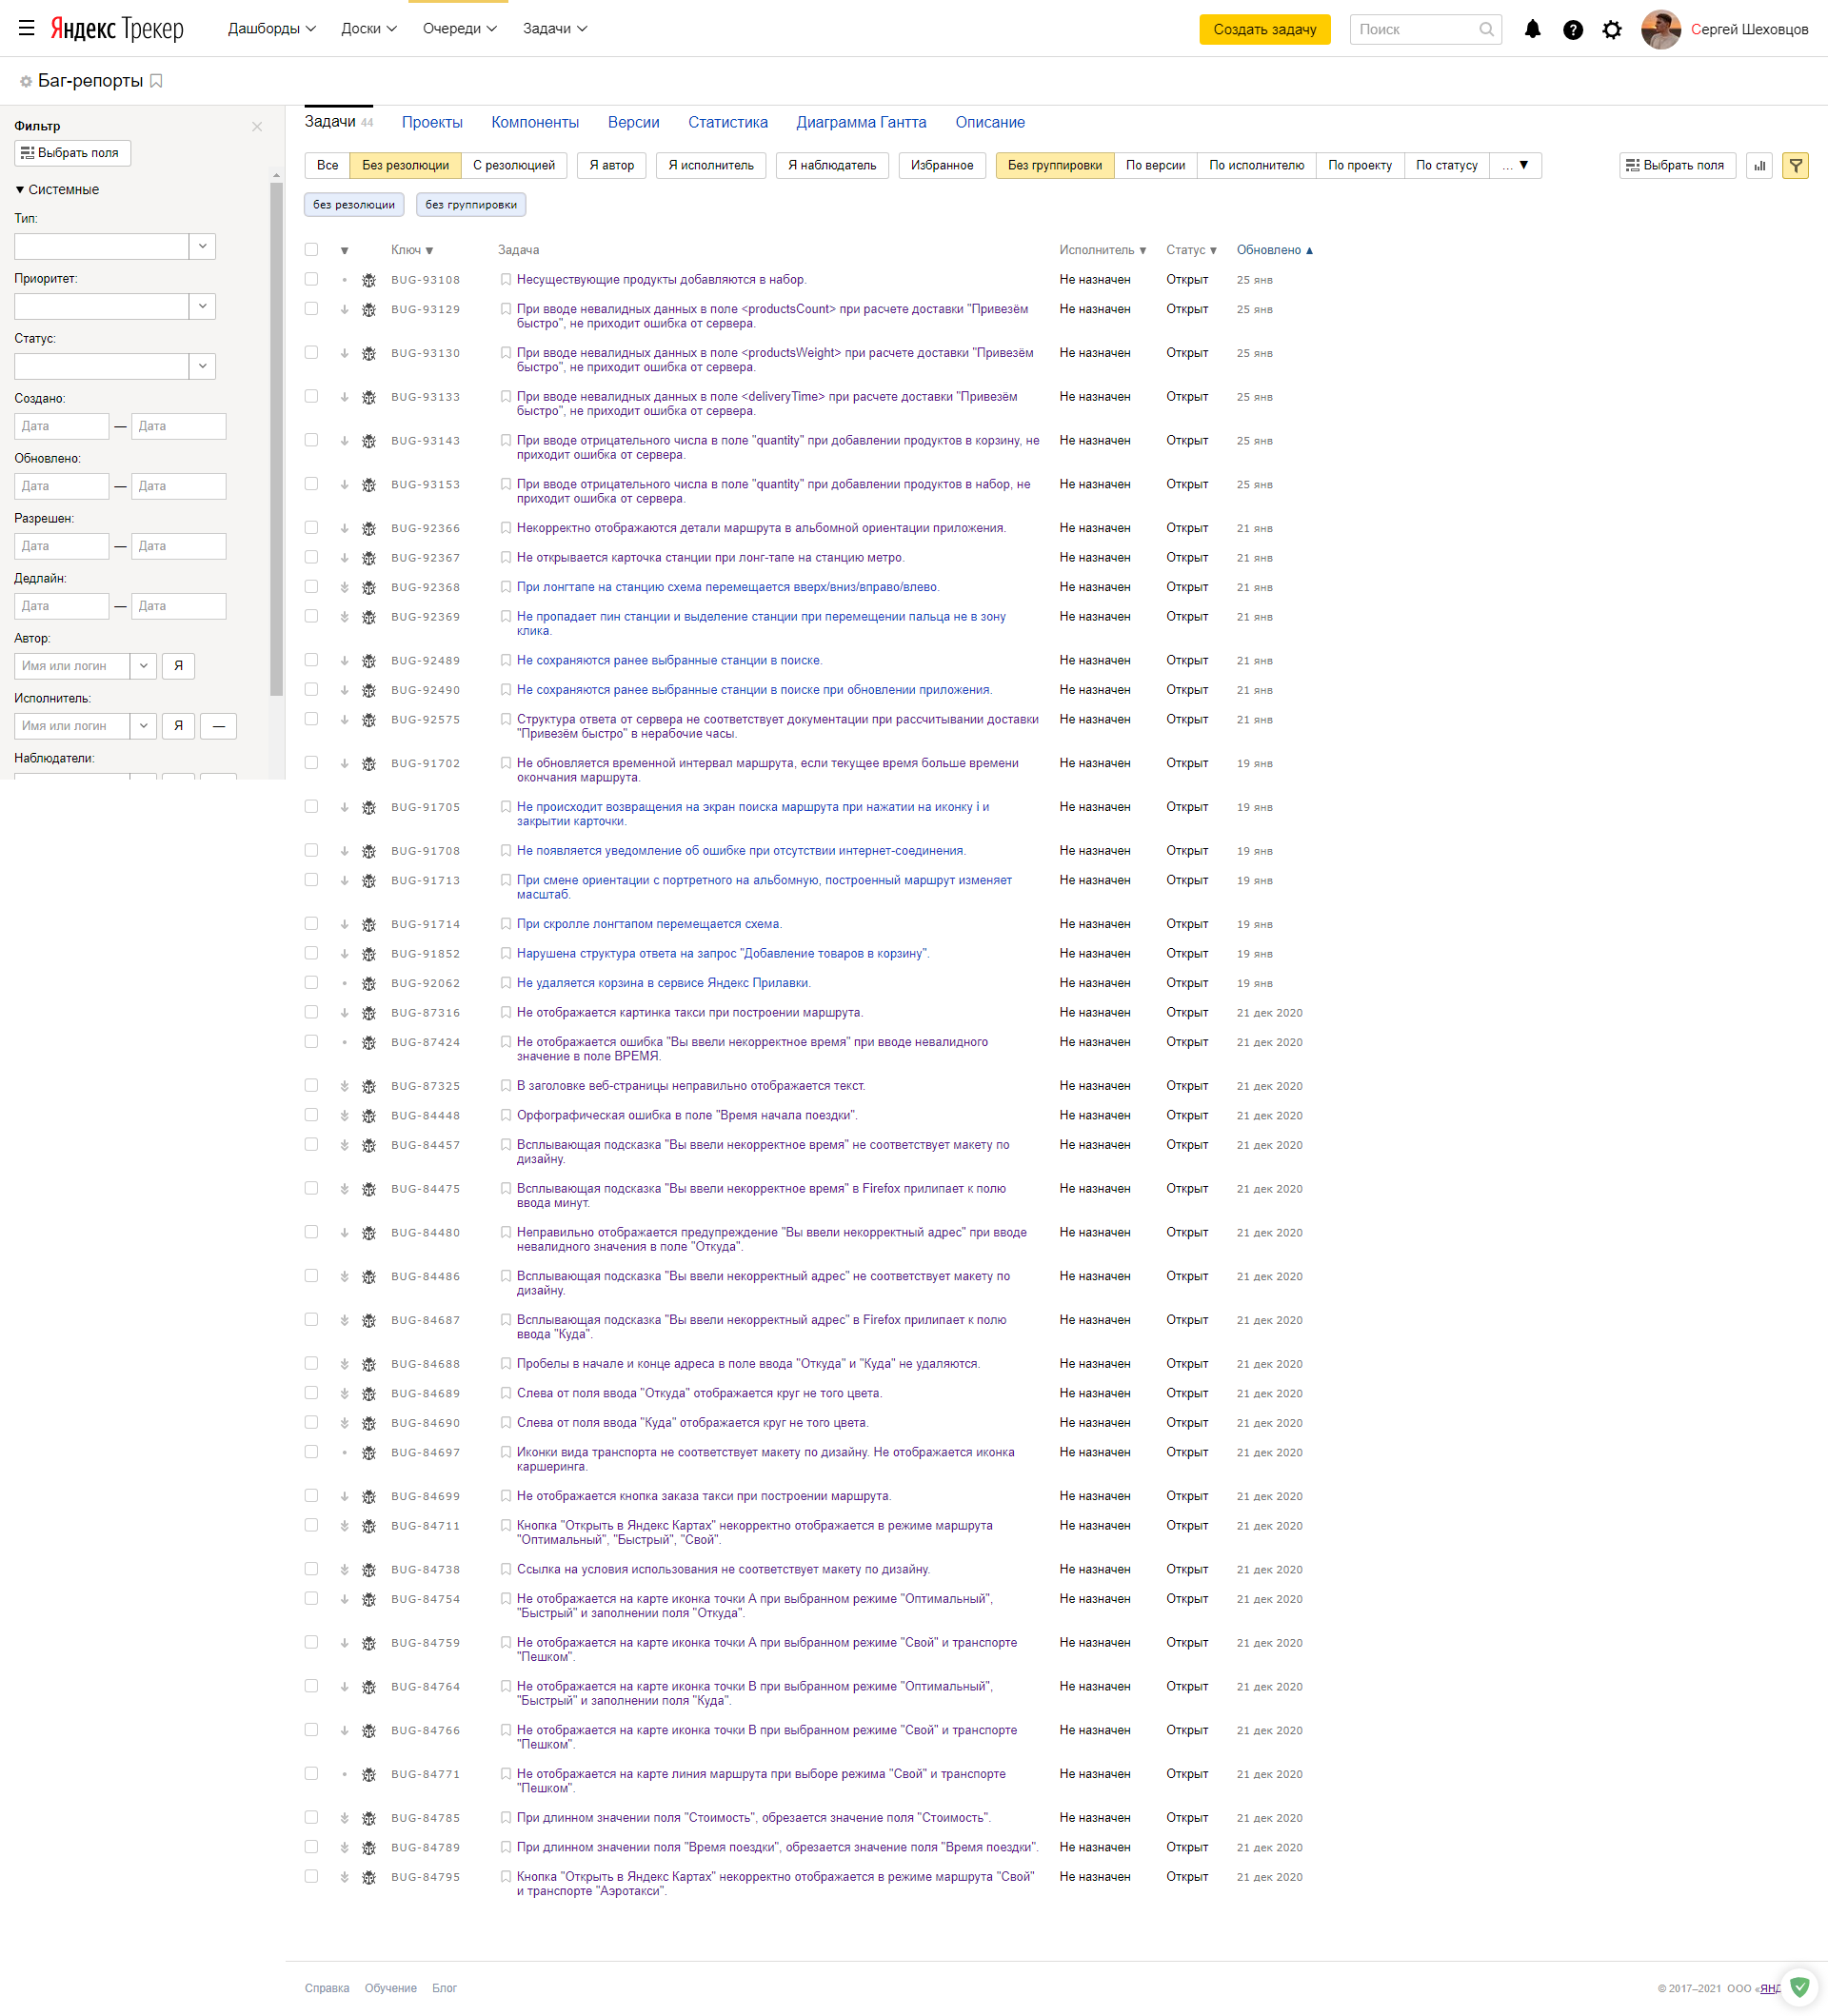 Яндекс Трекер
Дашборды
Доски
Очереди
Задачи
Создать задачу
Поиск
Сергей Шеховцов
Баг-репорты
Фильтр
Выбрать поля
Системные
Тип:
Приоритет:
Статус:
Создано:
Дата — Дата
Обновлено:
Дата — Дата
Разрешен:
Дата — Дата
Дедлайн:
Дата — Дата
Автор:
Имя или логин Я
Исполнитель:
Имя или логин Я —
Наблюдатели:
Задачи 44 Проекты Компоненты Версии Статистика Диаграмма Гантта Описание
Все Без резолюции С резолюцией Я автор Я исполнитель Я наблюдатель Избранное Без группировки По версии По исполнителю По проекту По статусу ... ▼ Выбрать поля
без резолюции без группировки
▼ Ключ ▼ Задача Исполнитель ▼ Статус ▼ Обновлено ▲
BUG-93108 Несуществующие продукты добавляются в набор. Не назначен Открыт 25 янв
BUG-93129 При вводе невалидных данных в поле <productsCount> при расчете доставки "Привезём Не назначен Открыт 25 янв
быстро", не приходит ошибка от сервера.
BUG-93130 При вводе невалидных данных в поле <productsWeight> при расчете доставки "Привезём Не назначен Открыт 25 янв
быстро", не приходит ошибка от сервера.
BUG-93133 При вводе невалидных данных в поле <deliveryTime> при расчете доставки "Привезём Не назначен Открыт 25 янв
быстро", не приходит ошибка от сервера.
BUG-93143 При вводе отрицательного числа в поле "quantity" при добавлении продуктов в корзину, не Не назначен Открыт 25 янв
приходит ошибка от сервера.
BUG-93153 При вводе отрицательного числа в поле "quantity" при добавлении продуктов в набор, не Не назначен Открыт 25 янв
приходит ошибка от сервера.
BUG-92366 Некорректно отображаются детали маршрута в альбомной ориентации приложения. Не назначен Открыт 21 янв
BUG-92367 Не открывается карточка станции при лонг-тапе на станцию метро. Не назначен Открыт 21 янв
BUG-92368 При лонгтапе на станцию схема перемещается вверх/вниз/вправо/влево. Не назначен Открыт 21 янв
BUG-92369 Не пропадает пин станции и выделение станции при перемещении пальца не в зону Не назначен Открыт 21 янв
клика.
BUG-92489 Не сохраняются ранее выбранные станции в поиске. Не назначен Открыт 21 янв
BUG-92490 Не сохраняются ранее выбранные станции в поиске при обновлении приложения. Не назначен Открыт 21 янв
BUG-92575 Структура ответа от сервера не соответствует документации при рассчитывании доставки Не назначен Открыт 21 янв
"Привезём быстро" в нерабочие часы.
BUG-91702 Не обновляется временной интервал маршрута, если текущее время больше времени Не назначен Открыт 19 янв
окончания маршрута.
BUG-91705 Не происходит возвращения на экран поиска маршрута при нажатии на иконку i и Не назначен Открыт 19 янв
закрытии карточки.
BUG-91708 Не появляется уведомление об ошибке при отсутствии интернет-соединения. Не назначен Открыт 19 янв
BUG-91713 При смене ориентации с портретного на альбомную, построенный маршрут изменяет Не назначен Открыт 19 янв
масштаб.
BUG-91714 При скролле лонгтапом перемещается схема. Не назначен Открыт 19 янв
BUG-91852 Нарушена структура ответа на запрос "Добавление товаров в корзину". Не назначен Открыт 19 янв
BUG-92062 Не удаляется корзина в сервисе Яндекс Прилавки. Не назначен Открыт 19 янв
BUG-87316 Не отображается картинка такси при построении маршрута. Не назначен Открыт 21 дек 2020
BUG-87424 Не отображается ошибка "Вы ввели некорректное время" при вводе невалидного Не назначен Открыт 21 дек 2020
значение в поле ВРЕМЯ.
BUG-87325 В заголовке веб-страницы неправильно отображается текст. Не назначен Открыт 21 дек 2020
BUG-84448 Орфографическая ошибка в поле "Время начала поездки". Не назначен Открыт 21 дек 2020
BUG-84457 Всплывающая подсказка "Вы ввели некорректное время" не соответствует макету по Не назначен Открыт 21 дек 2020
дизайну.
BUG-84475 Всплывающая подсказка "Вы ввели некорректное время" в Firefox прилипает к полю Не назначен Открыт 21 дек 2020
ввода минут.
BUG-84480 Неправильно отображается предупреждение "Вы ввели некорректный адрес" при вводе Не назначен Открыт 21 дек 2020
невалидного значения в поле "Откуда".
BUG-84486 Всплывающая подсказка "Вы ввели некорректный адрес" не соответствует макету по Не назначен Открыт 21 дек 2020
дизайну.
BUG-84687 Всплывающая подсказка "Вы ввели некорректный адрес" в Firefox прилипает к полю Не назначен Открыт 21 дек 2020
ввода "Куда".
BUG-84688 Пробелы в начале и конце адреса в поле ввода "Откуда" и "Куда" не удаляются. Не назначен Открыт 21 дек 2020
BUG-84689 Слева от поля ввода "Откуда" отображается круг не того цвета. Не назначен Открыт 21 дек 2020
BUG-84690 Слева от поля ввода "Куда" отображается круг не того цвета. Не назначен Открыт 21 дек 2020
BUG-84697 Иконки вида транспорта не соответствует макету по дизайну. Не отображается иконка Не назначен Открыт 21 дек 2020
каршеринга.
BUG-84699 Не отображается кнопка заказа такси при построении маршрута. Не назначен Открыт 21 дек 2020
BUG-84711 Кнопка "Открыть в Яндекс Картах" некорректно отображается в режиме маршрута Не назначен Открыт 21 дек 2020
"Оптимальный", "Быстрый", "Свой".
BUG-84738 Ссылка на условия использования не соответствует макету по дизайну. Не назначен Открыт 21 дек 2020
BUG-84754 Не отображается на карте иконка точки А при выбранном режиме "Оптимальный", Не назначен Открыт 21 дек 2020
"Быстрый" и заполнении поля "Откуда".
BUG-84759 Не отображается на карте иконка точки А при выбранном режиме "Свой" и транспорте Не назначен Открыт 21 дек 2020
"Пешком".
BUG-84764 Не отображается на карте иконка точки В при выбранном режиме "Оптимальный", Не назначен Открыт 21 дек 2020
"Быстрый" и заполнении поля "Куда".
BUG-84766 Не отображается на карте иконка точки В при выбранном режиме "Свой" и транспорте Не назначен Открыт 21 дек 2020
"Пешком".
BUG-84771 Не отображается на карте линия маршрута при выборе режима "Свой" и транспорте Не назначен Открыт 21 дек 2020
"Пешком".
BUG-84785 При длинном значении поля "Стоимость", обрезается значение поля "Стоимость". Не назначен Открыт 21 дек 2020
BUG-84789 При длинном значении поля "Время поездки", обрезается значение поля "Время поездки". Не назначен Открыт 21 дек 2020
BUG-84795 Кнопка "Открыть в Яндекс Картах" некорректно отображается в режиме маршрута "Свой" Не назначен Открыт 21 дек 2020
и транспорте "Аэротакси".
Справка Обучение Блог
© 2017–2021 ООО «ЯНД